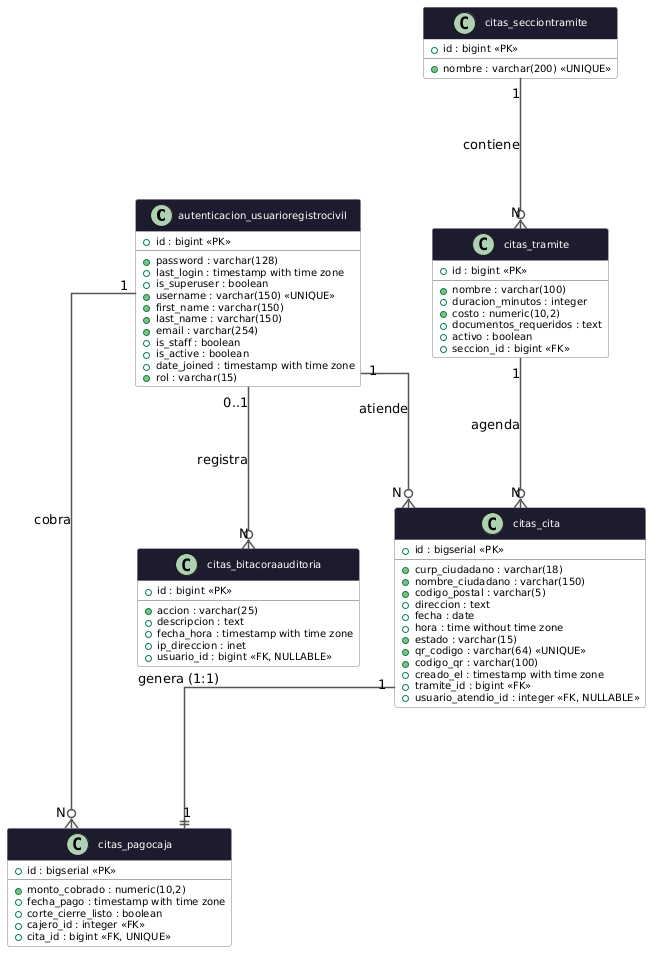 C citas_secciontramite
id : bigint «PK»
nombre : varchar(200) «UNIQUE»
1
contiene
N
C autenticacion_usuarioregistrocivil
id : bigint «PK»
password : varchar(128)
last_login : timestamp with time zone
is_superuser : boolean
username : varchar(150) «UNIQUE»
first_name : varchar(150)
last_name : varchar(150)
email : varchar(254)
is_staff : boolean
is_active : boolean
date_joined : timestamp with time zone
rol : varchar(15)
C citas_tramite
id : bigint «PK»
nombre : varchar(100)
duracion_minutos : integer
costo : numeric(10,2)
documentos_requeridos : text
activo : boolean
seccion_id : bigint «FK»
1
1
1
0..1
atiende
agenda
registra
N
N
N
cobra
C citas_bitacoraauditoria
id : bigint «PK»
accion : varchar(25)
descripcion : text
fecha_hora : timestamp with time zone
ip_direccion : inet
usuario_id : bigint «FK, NULLABLE»
C citas_cita
id : bigserial «PK»
curp_ciudadano : varchar(18)
nombre_ciudadano : varchar(150)
codigo_postal : varchar(5)
direccion : text
fecha : date
hora : time without time zone
estado : varchar(15)
qr_codigo : varchar(64) «UNIQUE»
codigo_qr : varchar(100)
creado_el : timestamp with time zone
tramite_id : bigint «FK»
usuario_atendio_id : integer «FK, NULLABLE»
genera (1:1)
1
N
1
C citas_pagocaja
id : bigserial «PK»
monto_cobrado : numeric(10,2)
fecha_pago : timestamp with time zone
corte_cierre_listo : boolean
cajero_id : integer «FK»
cita_id : bigint «FK, UNIQUE»